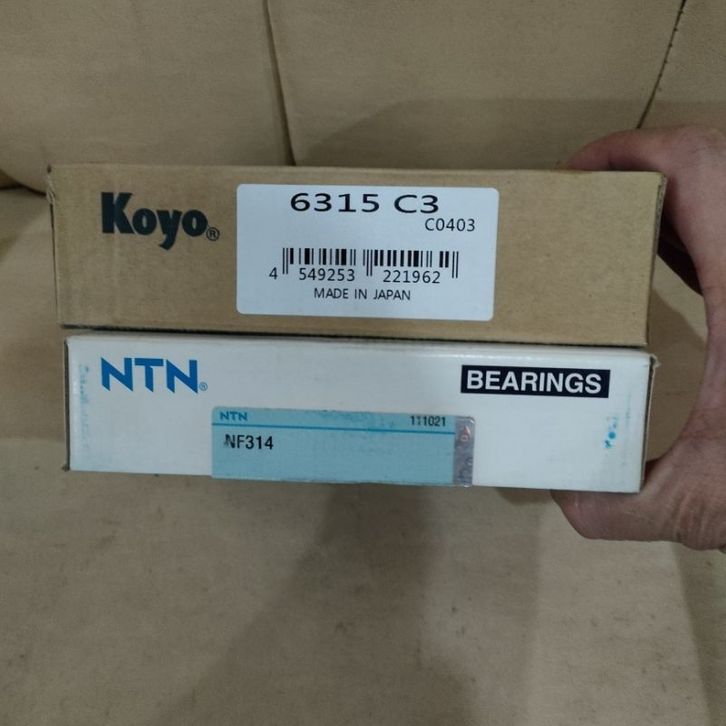 Koyo®
6315 C3
C0403
4 549253 221962
MADE IN JAPAN
NTN®
BEARINGS
NTN
111021
NF314